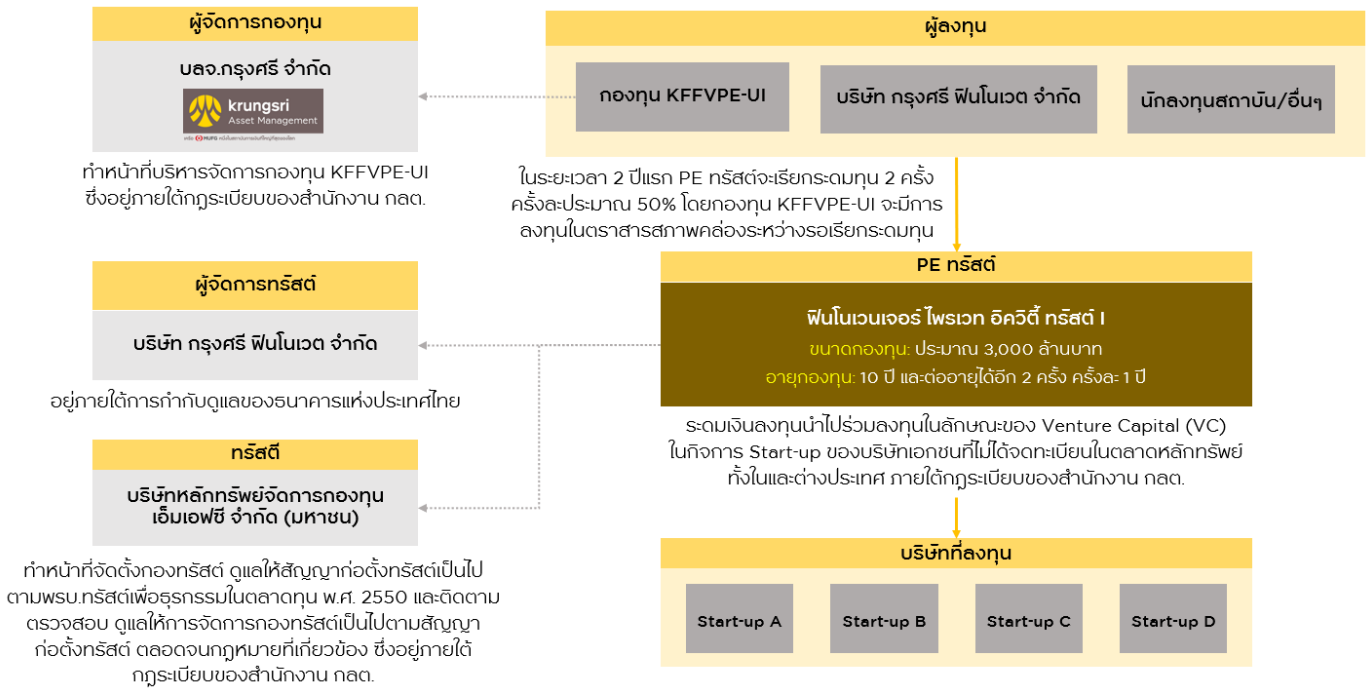 ผู้จัดการกองทุน
บลจ.กรุงศรี จำกัด
krungsri
Asset Management
เครือ MUFG หนึ่งในสถาบันการเงินที่ใหญ่ที่สุดของโลก
ทำหน้าที่บริหารจัดการกองทุน KFFVPE-UI
ซึ่งอยู่ภายใต้กฎระเบียบของสำนักงาน กลต.
ผู้ลงทุน
กองทุน KFFVPE-UI
บริษัท กรุงศรี ฟินโนเวต จำกัด
นักลงทุนสถาบัน/อื่นๆ
ในระยะเวลา 2 ปีแรก PE ทรัสต์จะเรียกระดมทุน 2 ครั้ง
ครั้งละประมาณ 50% โดยกองทุน KFFVPE-UI จะมีการ
ลงทุนในตราสารสภาพคล่องระหว่างรอเรียกระดมทุน
ผู้จัดการทรัสต์
บริษัท กรุงศรี ฟินโนเวต จำกัด
อยู่ภายใต้การกำกับดูแลของธนาคารแห่งประเทศไทย
PE ทรัสต์
ฟินโนเวนเจอร์ ไพรเวท อิควิตี้ ทรัสต์ I
ขนาดกองทุน: ประมาณ 3,000 ล้านบาท
อายุกองทุน: 10 ปี และต่ออายุได้อีก 2 ครั้ง ครั้งละ 1 ปี
ระดมเงินลงทุนนำไปร่วมลงทุนในลักษณะของ Venture Capital (VC)
ในกิจการ Start-up ของบริษัทเอกชนที่ไม่ได้จดทะเบียนในตลาดหลักทรัพย์
ทั้งในและต่างประเทศ ภายใต้กฎระเบียบของสำนักงาน กลต.
ทรัสตี
บริษัทหลักทรัพย์จัดการกองทุน
เอ็มเอฟซี จำกัด (มหาชน)
ทำหน้าที่จัดตั้งกองทรัสต์ ดูแลให้สัญญาก่อตั้งทรัสต์เป็นไป
ตามพรบ.ทรัสต์เพื่อธุรกรรมในตลาดทุน พ.ศ. 2550 และติดตาม
ตรวจสอบ ดูแลให้การจัดการกองทรัสต์เป็นไปตามสัญญา
ก่อตั้งทรัสต์ ตลอดจนกฎหมายที่เกี่ยวข้อง ซึ่งอยู่ภายใต้
กฎระเบียบของสำนักงาน กลต.
บริษัทที่ลงทุน
Start-up A
Start-up B
Start-up C
Start-up D